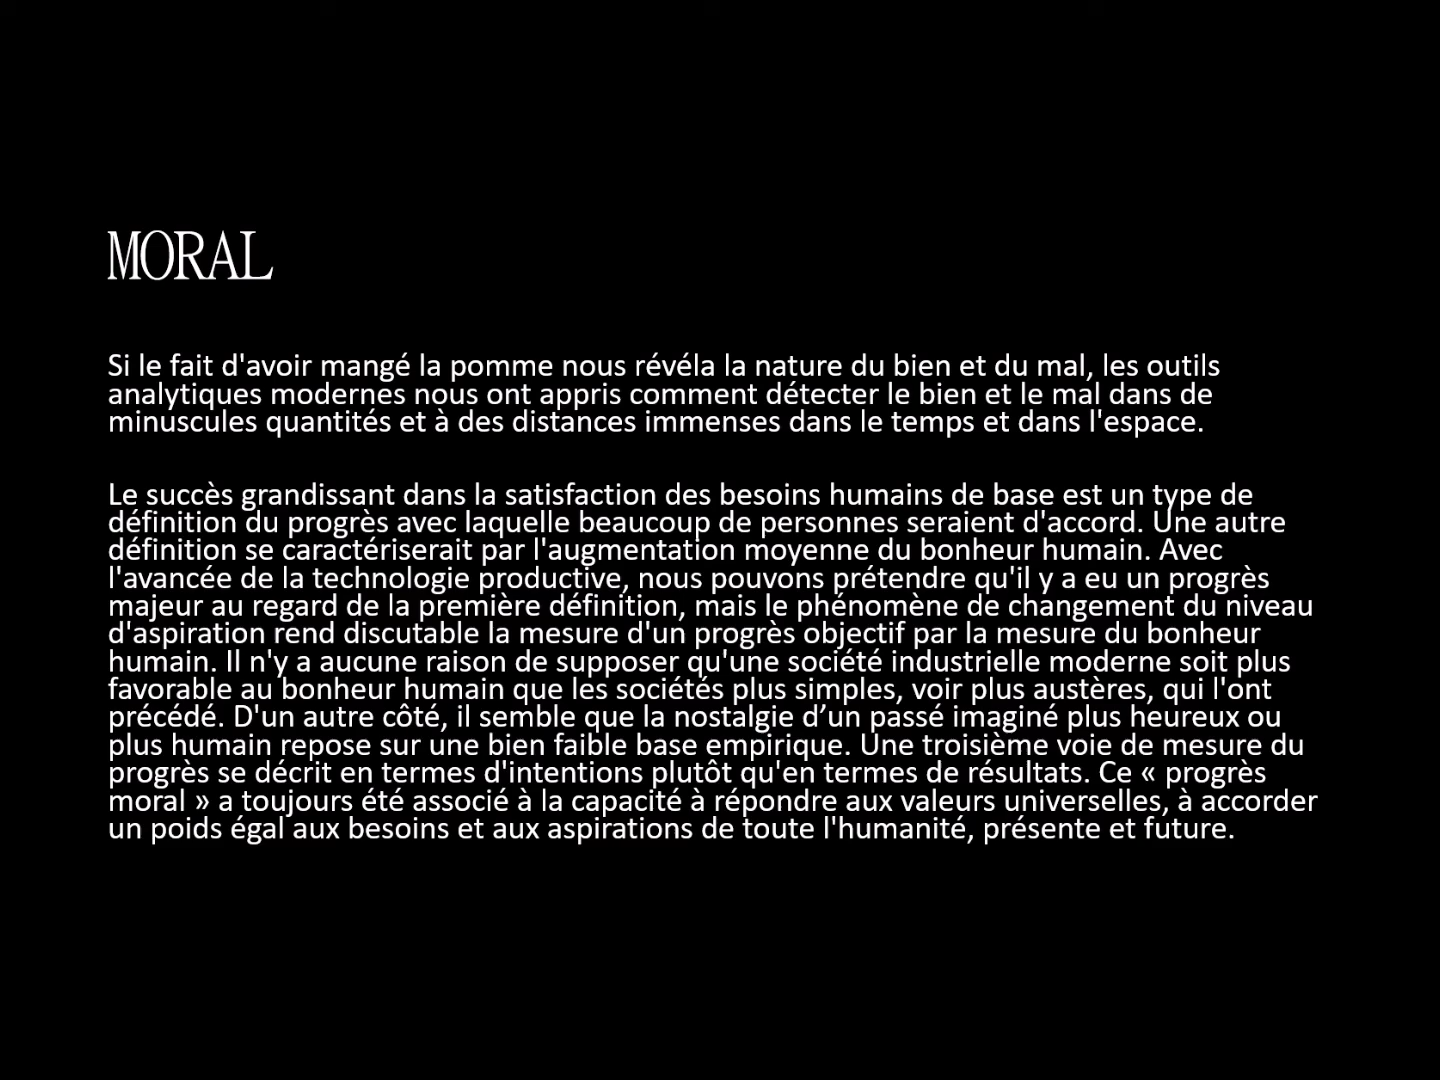 MORAL
Si le fait d'avoir mangé la pomme nous révéla la nature du bien et du mal, les outils
analytiques modernes nous ont appris comment détecter le bien et le mal dans de
minuscules quantités et à des distances immenses dans le temps et dans l'espace.
Le succès grandissant dans la satisfaction des besoins humains de base est un type de
définition du progrès avec laquelle beaucoup de personnes seraient d'accord. Une autre
définition se caractériserait par l'augmentation moyenne du bonheur humain. Avec
l'avancée de la technologie productive, nous pouvons prétendre qu'il y a eu un progrès
majeur au regard de la première définition, mais le phénomène de changement du niveau
d'aspiration rend discutable la mesure d'un progrès objectif par la mesure du bonheur
humain. Il n'y a aucune raison de supposer qu'une société industrielle moderne soit plus
favorable au bonheur humain que les sociétés plus simples, voir plus austères, qui l'ont
précédé. D'un autre côté, il semble que la nostalgie d’un passé imaginé plus heureux ou
plus humain repose sur une bien faible base empirique. Une troisième voie de mesure du
progrès se décrit en termes d'intentions plutôt qu'en termes de résultats. Ce « progrès
moral » a toujours été associé à la capacité à répondre aux valeurs universelles, à accorder
un poids égal aux besoins et aux aspirations de toute l'humanité, présente et future.